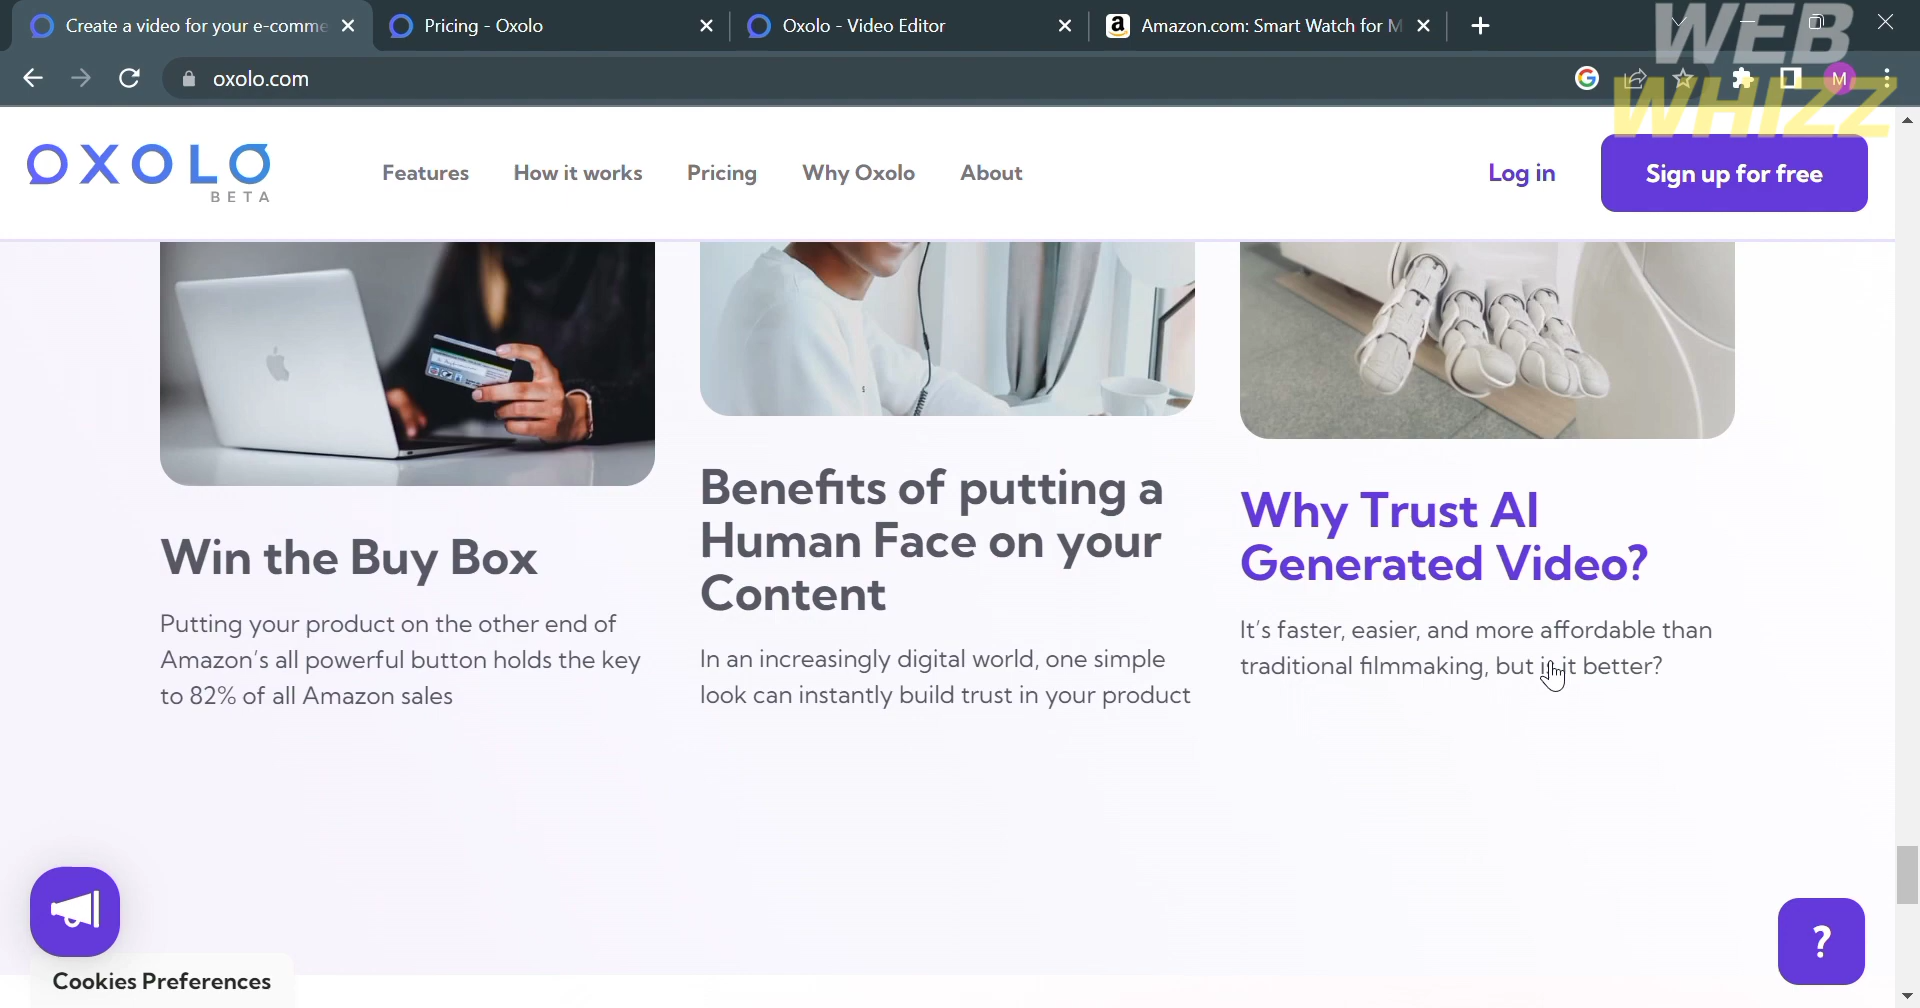 Create a video for your e-comme
Pricing - Oxolo
Oxolo - Video Editor
Amazon.com: Smart Watch for M
WEB
WHIZZ
oxolo.com
M
OXOLO
BETA
Features
How it works
Pricing
Why Oxolo
About
Log in
Sign up for free
Win the Buy Box
Putting your product on the other end of
Amazon's all powerful button holds the key
to 82% of all Amazon sales
Benefits of putting a
Human Face on your
Content
In an increasingly digital world, one simple
look can instantly build trust in your product
Why Trust AI
Generated Video?
It's faster, easier, and more affordable than
traditional filmmaking, but is it better?
?
Cookies Preferences